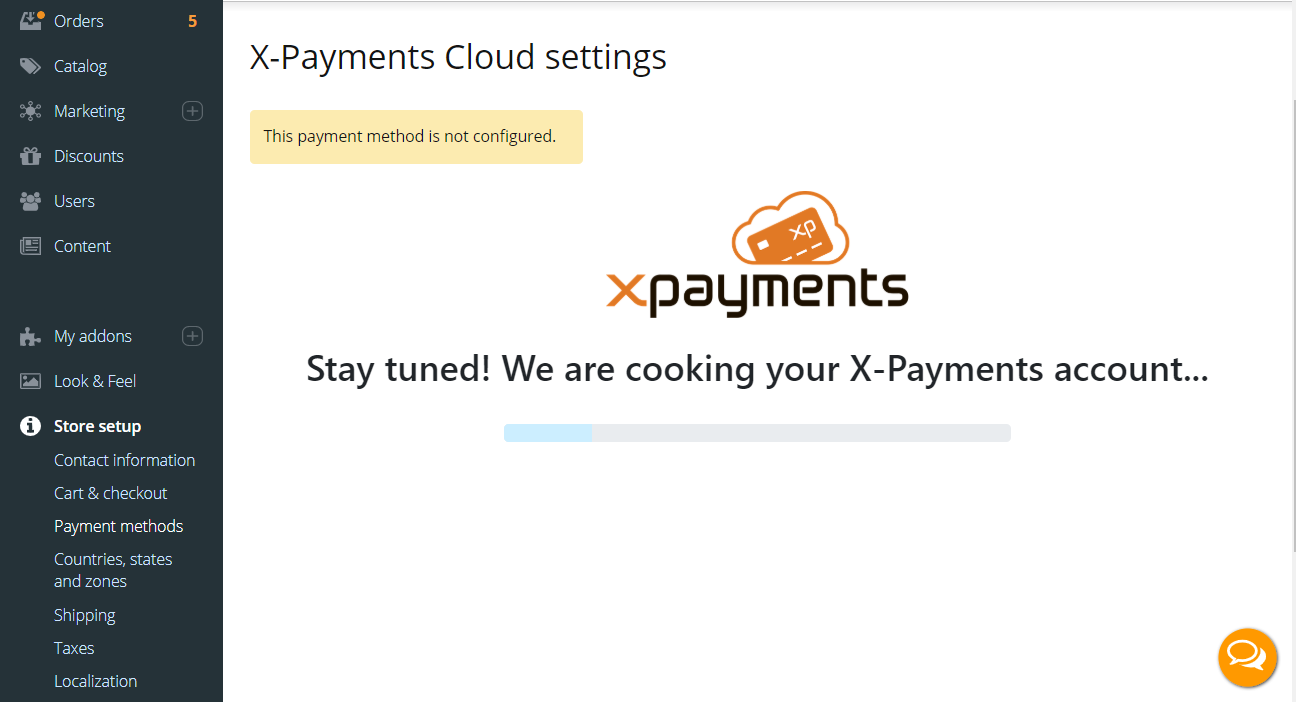 Orders 5
Catalog
Marketing
Discounts
Users
Content
My addons
Look & Feel
Store setup
Contact information
Cart & checkout
Payment methods
Countries, states
and zones
Shipping
Taxes
Localization
X-Payments Cloud settings
This payment method is not configured.
xp
xpayments
Stay tuned! We are cooking your X-Payments account...